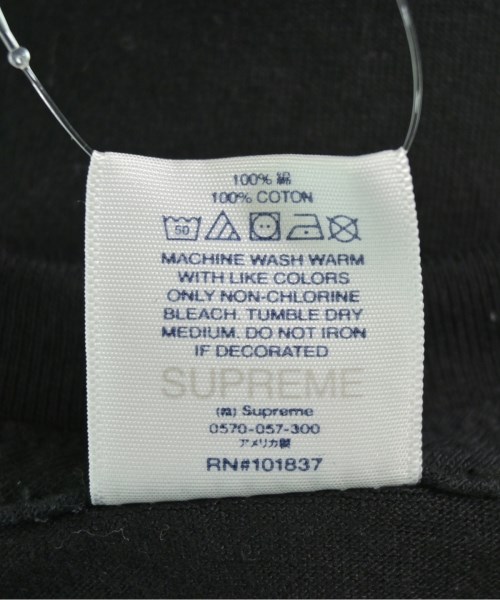 100% 綿
100% COTON
50
MACHINE WASH WARM
WITH LIKE COLORS
ONLY NON-CHLORINE
BLEACH. TUMBLE DRY
MEDIUM. DO NOT IRON
IF DECORATED
SUPREME
(ぬ) Supreme
0570-057-300
アメリカ製
RN#101837